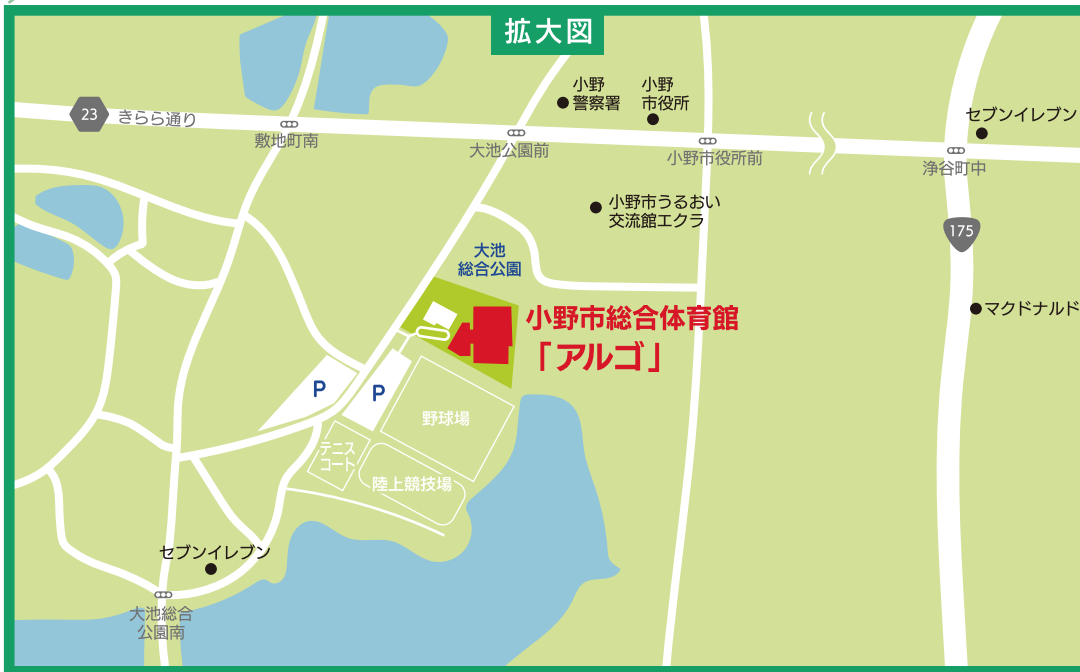 拡大図
小野
警察署
小野
市役所
23
きらら通り
敷地町南
大池公園前
小野市役所前
セブンイレブン
浄谷町中
小野市うるおい
交流館エクラ
175
大池
総合公園
マクドナルド
小野市総合体育館
「アルゴ」
P
P
野球場
テニス
コート
陸上競技場
セブンイレブン
大池総合
公園南